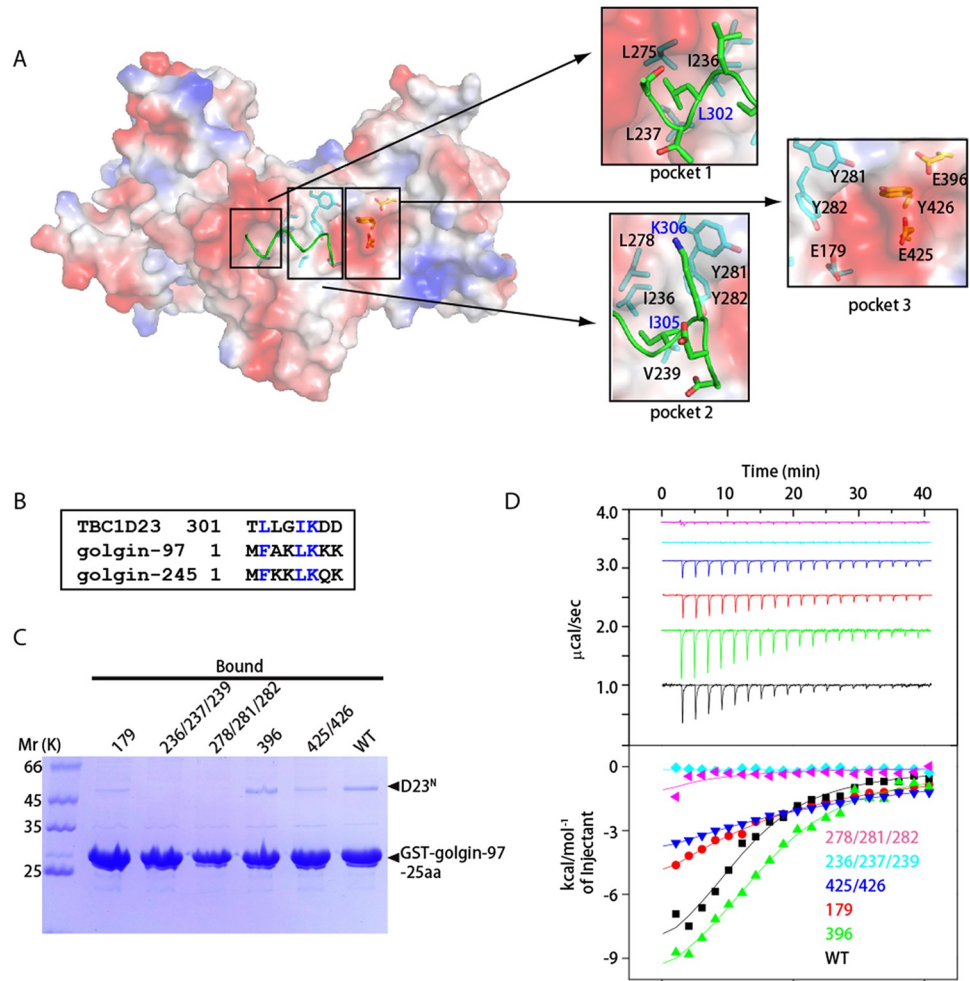 A
L275
I236
L302
L237
pocket 1
Y281
E396
Y282
Y426
E179
E425
pocket 3
K306
L278
Y281
I236
Y282
I305
V239
pocket 2
B
TBC1D23 301 TLLGIKDD
golgin-97 1 MFAKLKKK
golgin-245 1 MFKKLKQK
C
Bound
Mr (K)
179
236/237/239
278/281/282
396
425/426
WT
66
45
35
25
D23N
GST-golgin-97
-25aa
D
Time (min)
0 10 20 30 40
4.0
3.0
2.0
1.0
μcal/sec
0
-3
-6
-9
kcal/mol-1
of Injectant
278/281/282
236/237/239
425/426
179
396
WT